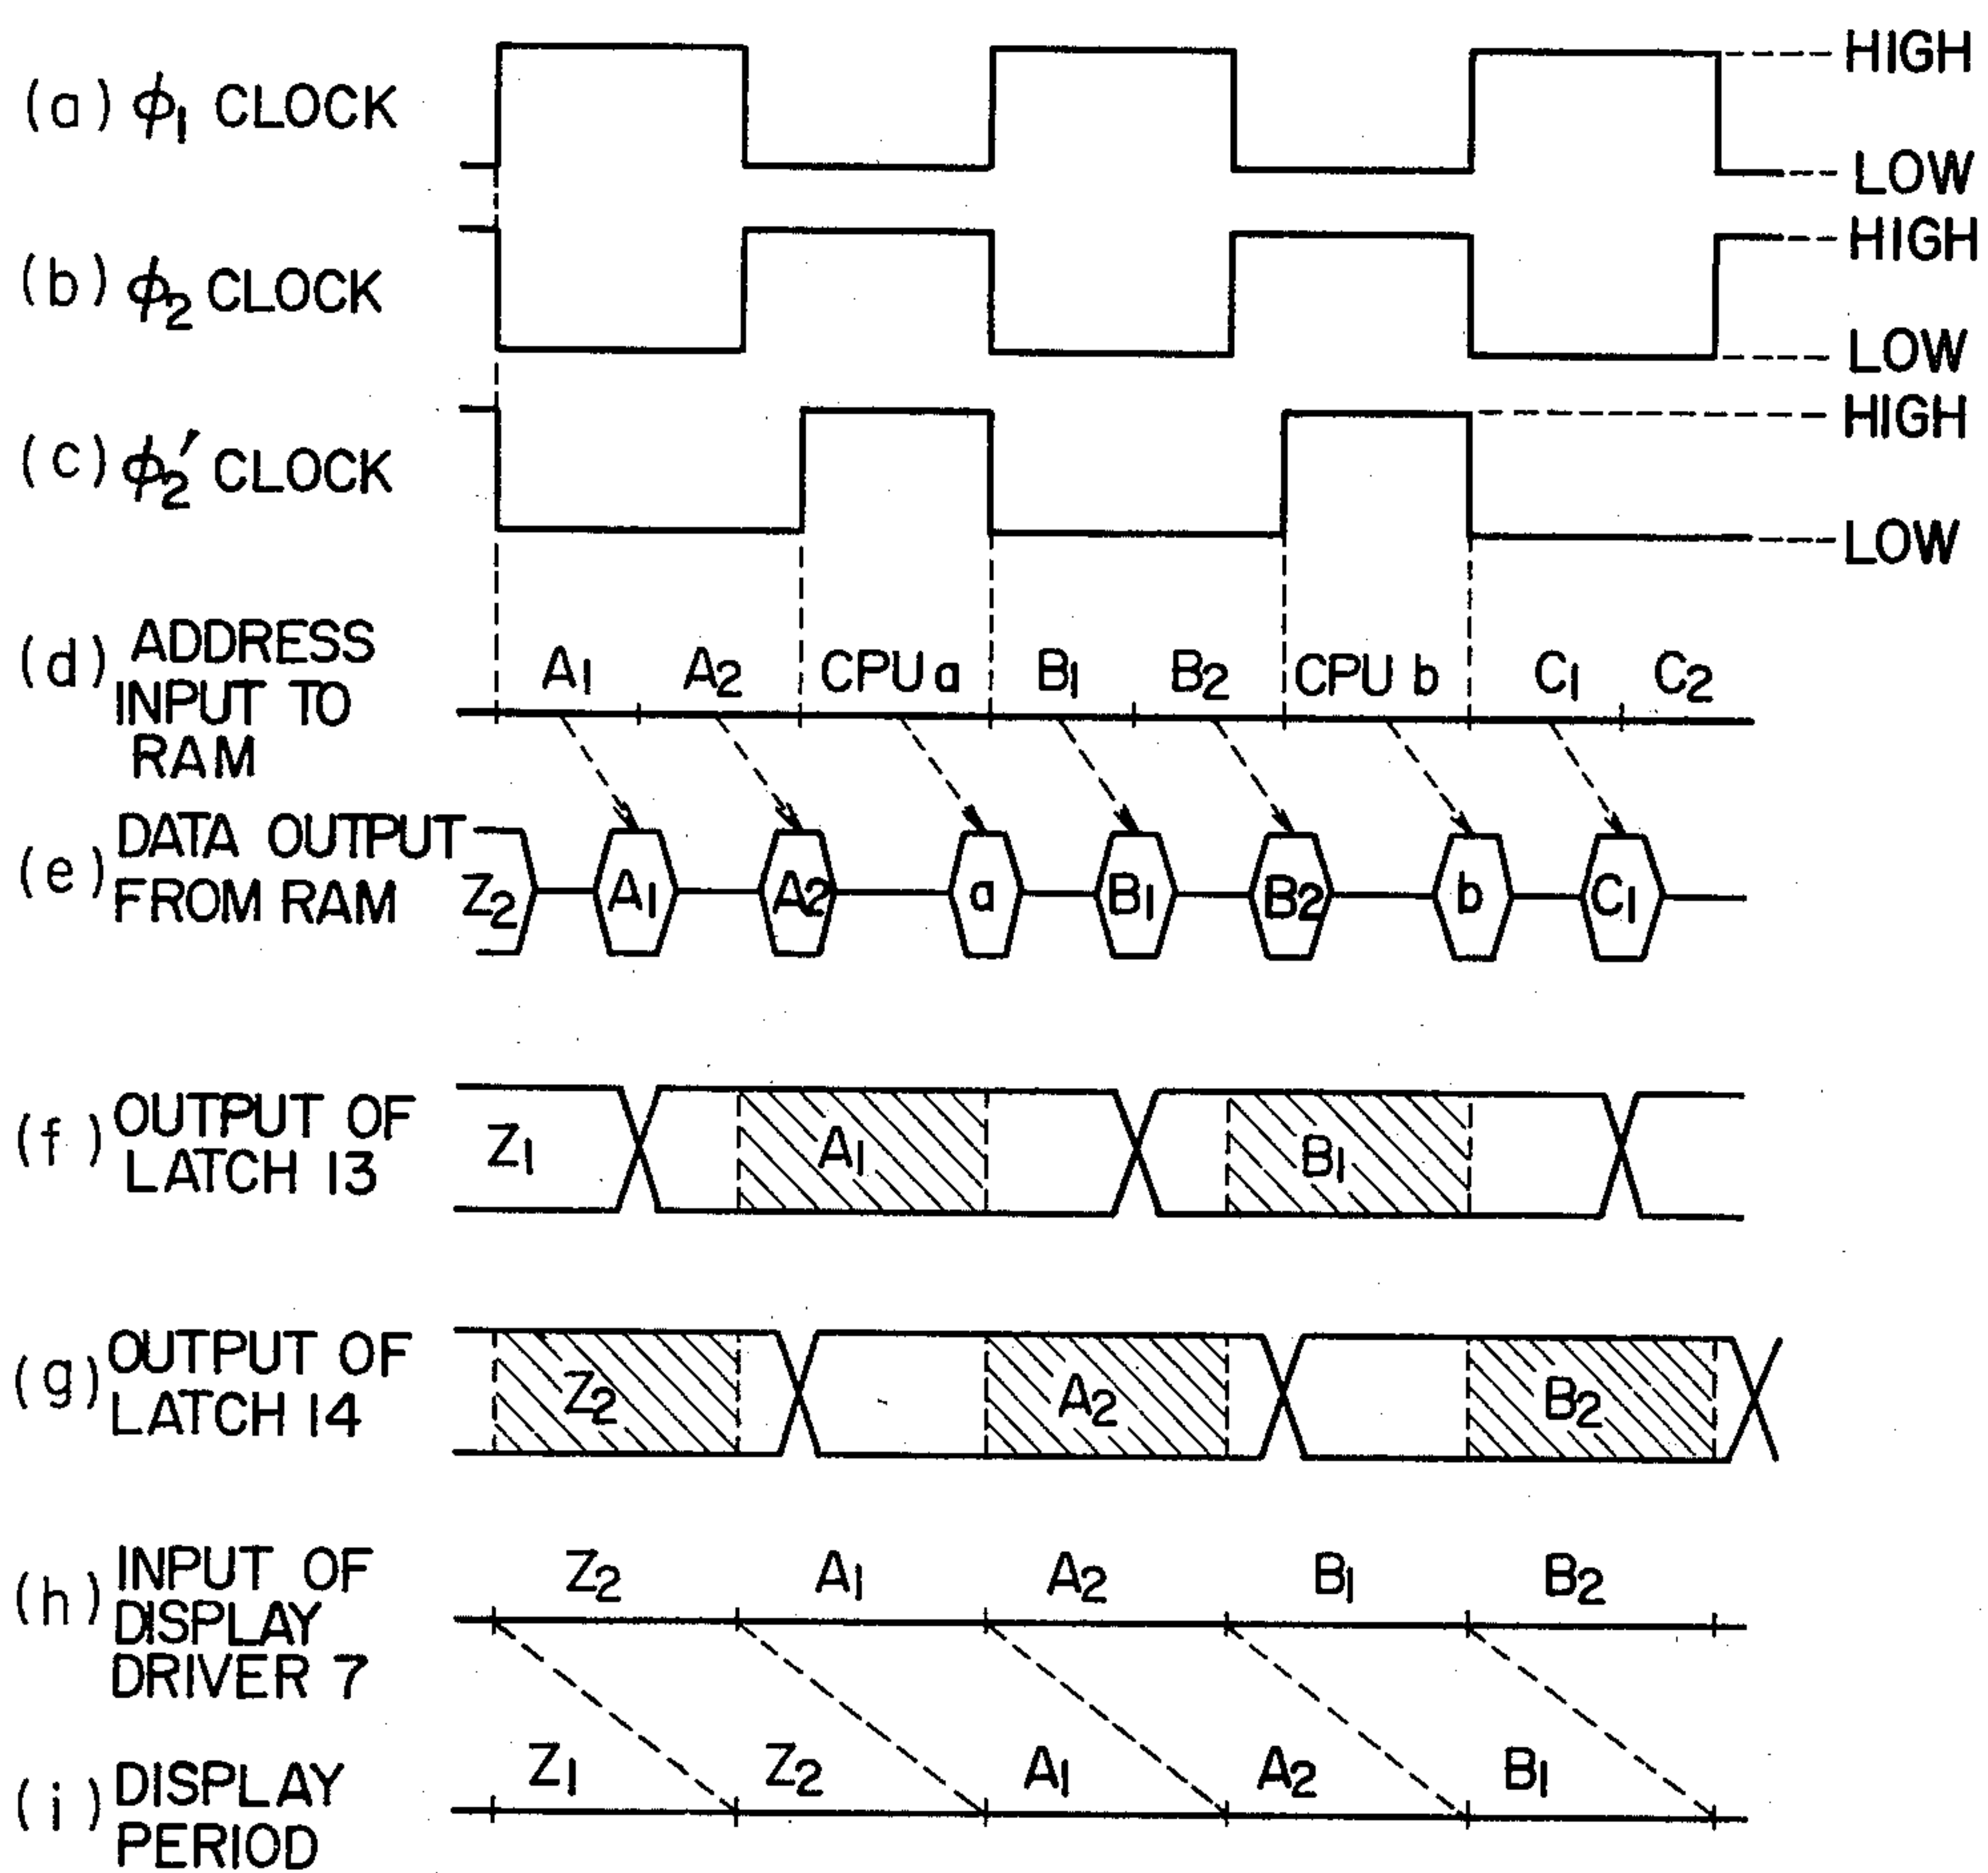 (a) ϕ1 CLOCK
HIGH
LOW
(b) ϕ2 CLOCK
HIGH
LOW
(c) ϕ2′ CLOCK
HIGH
LOW
(d) ADDRESS
INPUT TO
RAM
A1 A2 CPU a B1 B2 CPU b C1 C2
(e) DATA OUTPUT
FROM RAM
Z2 A1 A2 a B1 B2 b C1
(f) OUTPUT OF
LATCH 13
Z1 A1 B1
(g) OUTPUT OF
LATCH 14
Z2 A2 B2
(h) INPUT OF
DISPLAY
DRIVER 7
Z2 A1 A2 B1 B2
(i) DISPLAY
PERIOD
Z1 Z2 A1 A2 B1